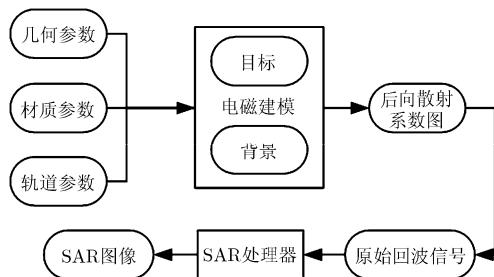 几何参数
材质参数
轨道参数
目标
电磁建模
背景
后向散射
系数图
原始回波信号
SAR处理器
SAR图像